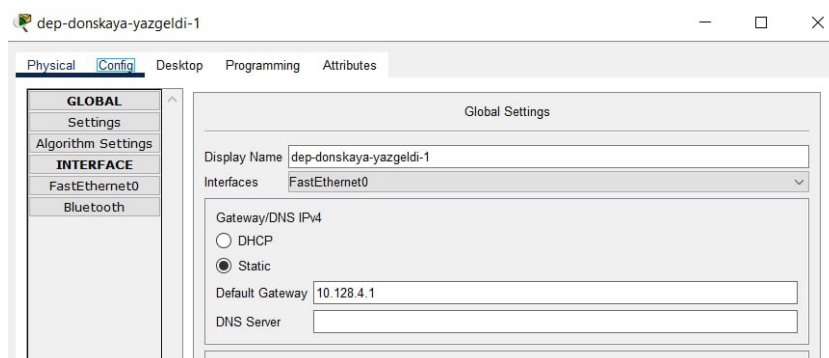 dep-donskaya-yazgeldi-1
Physical Config Desktop Programming Attributes
GLOBAL
Settings
Algorithm Settings
INTERFACE
FastEthernet0
Bluetooth
Global Settings
Display Name dep-donskaya-yazgeldi-1
Interfaces FastEthernet0
Gateway/DNS IPv4
DHCP
Static
Default Gateway 10.128.4.1
DNS Server